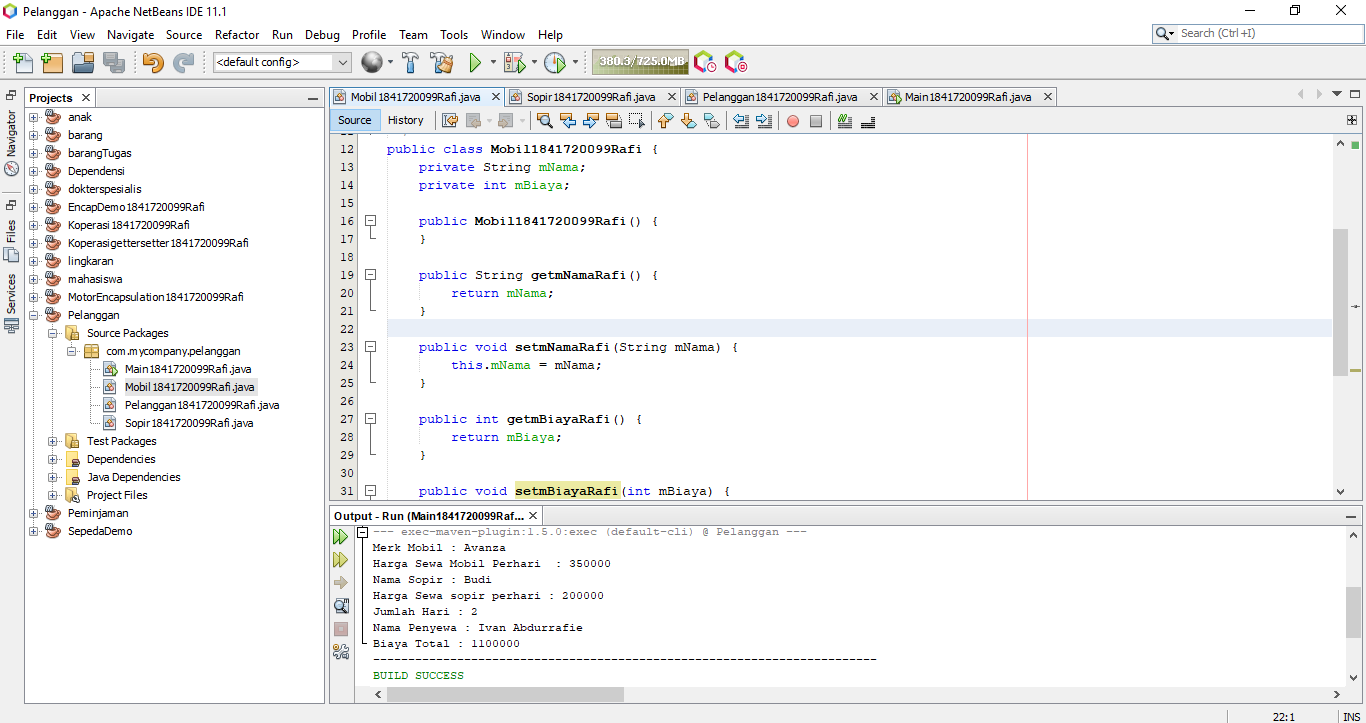 Pelanggan - Apache NetBeans IDE 11.1
File Edit View Navigate Source Refactor Run Debug Profile Team Tools Window Help
Search (Ctrl+I)
<default config>
380.3/725.0MB
Navigator
Files
Services
Projects
anak
barang
barangTugas
Dependensi
dokterspesialis
EncapDemo1841720099Rafi
Koperasi1841720099Rafi
Koperasigettersetter1841720099Rafi
lingkaran
mahasiswa
MotorEncapsulation1841720099Rafi
Pelanggan
Source Packages
com.mycompany.pelanggan
Main1841720099Rafi.java
Mobil1841720099Rafi.java
Pelanggan1841720099Rafi.java
Sopir1841720099Rafi.java
Test Packages
Dependencies
Java Dependencies
Project Files
Peminjaman
SepedaDemo
Mobil1841720099Rafi.java Sopir1841720099Rafi.java Pelanggan1841720099Rafi.java Main1841720099Rafi.java
Source History
12 public class Mobil1841720099Rafi {
13 private String mNama;
14 private int mBiaya;
15
16 public Mobil1841720099Rafi() {
17 }
18
19 public String getmNamaRafi() {
20 return mNama;
21 }
22
23 public void setmNamaRafi(String mNama) {
24 this.mNama = mNama;
25 }
26
27 public int getmBiayaRafi() {
28 return mBiaya;
29 }
30
31 public void setmBiayaRafi(int mBiaya) {
Output - Run (Main1841720099Raf...
--- exec-maven-plugin:1.5.0:exec (default-cli) @ Pelanggan ---
Merk Mobil : Avanza
Harga Sewa Mobil Perhari  : 350000
Nama Sopir : Budi
Harga Sewa sopir perhari : 200000
Jumlah Hari : 2
Nama Penyewa : Ivan Abdurrafie
Biaya Total : 1100000
------------------------------------------------------------------------
BUILD SUCCESS
22:1 INS